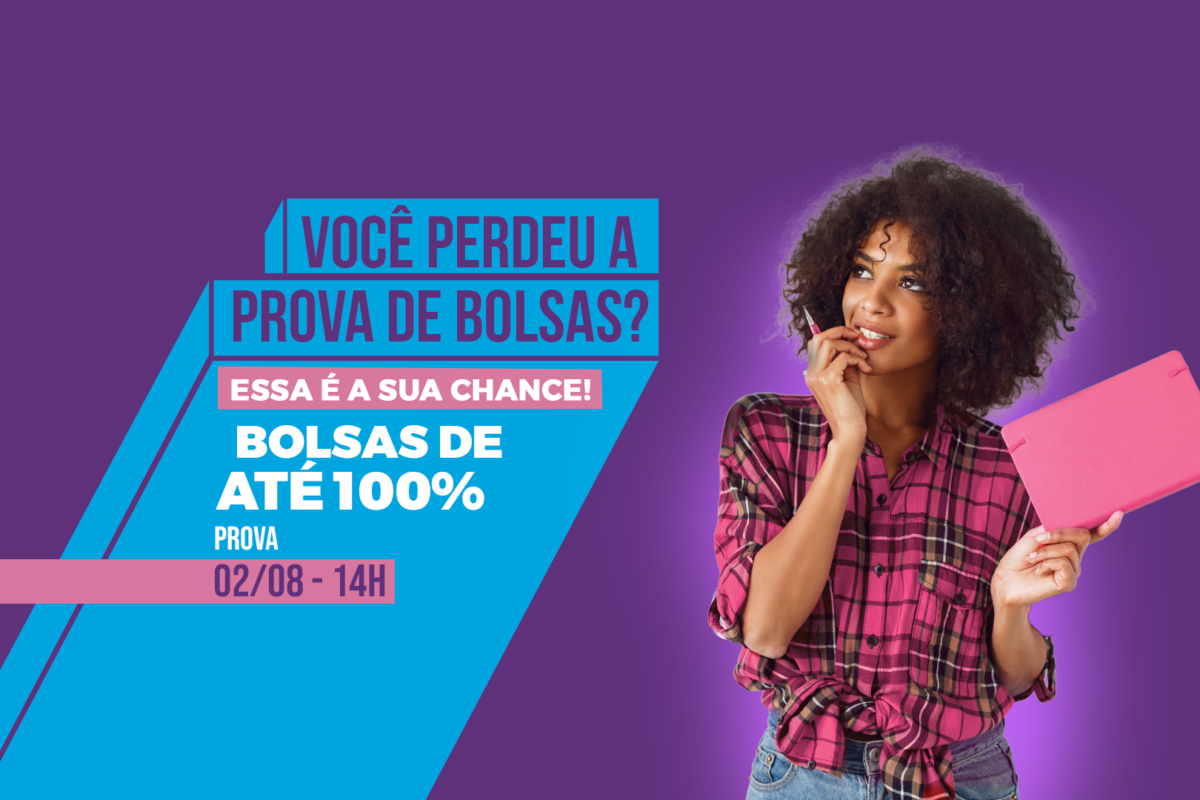 VOCÊ PERDEU A
PROVA DE BOLSAS?
ESSA É A SUA CHANCE!
BOLSAS DE
ATÉ 100%
PROVA
02/08 - 14H